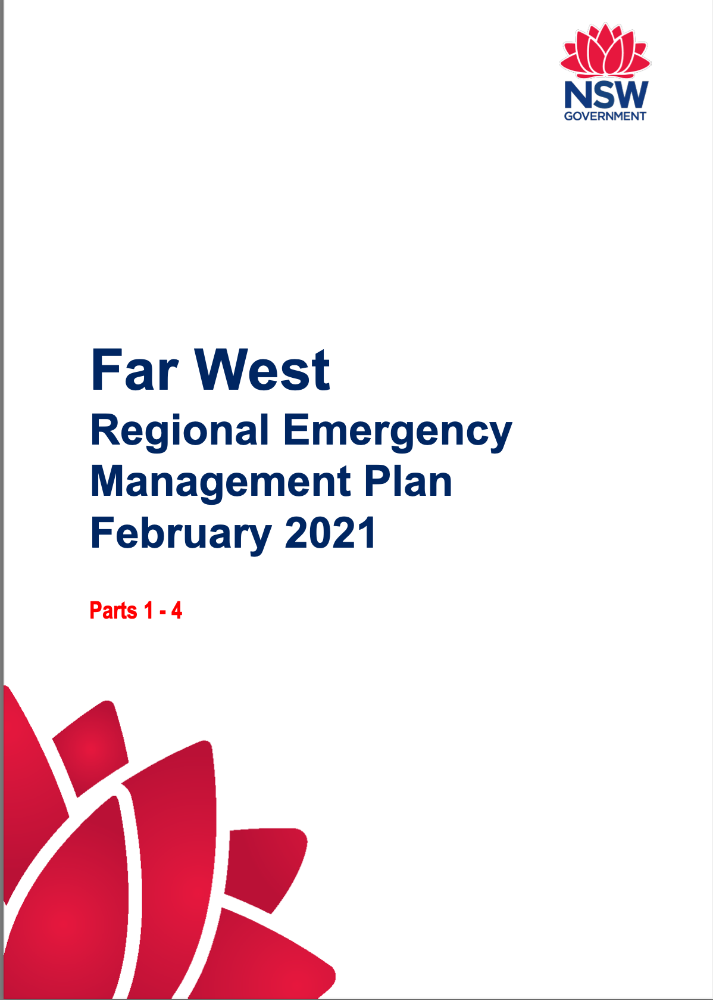 NSW
GOVERNMENT
Far West
Regional Emergency
Management Plan
February 2021
Parts 1 - 4